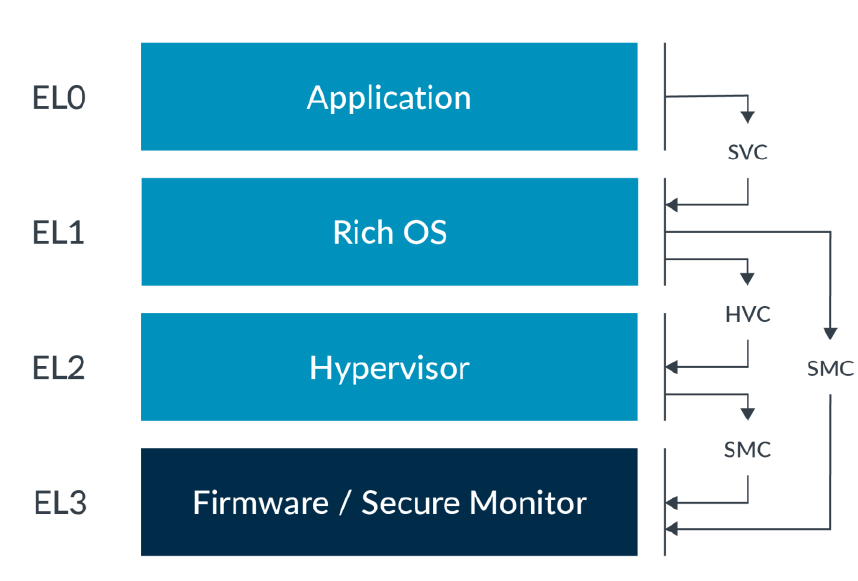 EL0
Application
SVC
EL1
Rich OS
HVC
EL2
Hypervisor
SMC
SMC
EL3
Firmware / Secure Monitor